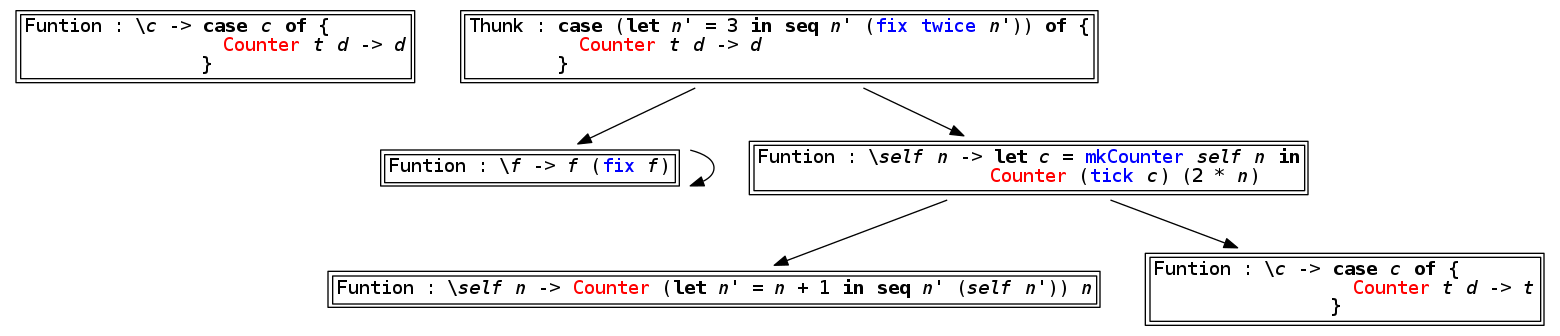 Funtion : \c -> case c of {
Counter t d -> d
}
Thunk : case (let n' = 3 in seq n' (fix twice n')) of {
Counter t d -> d
}
Funtion : \f -> f (fix f)
Funtion : \self n -> let c = mkCounter self n in
Counter (tick c) (2 * n)
Funtion : \self n -> Counter (let n' = n + 1 in seq n' (self n')) n
Funtion : \c -> case c of {
Counter t d -> t
}